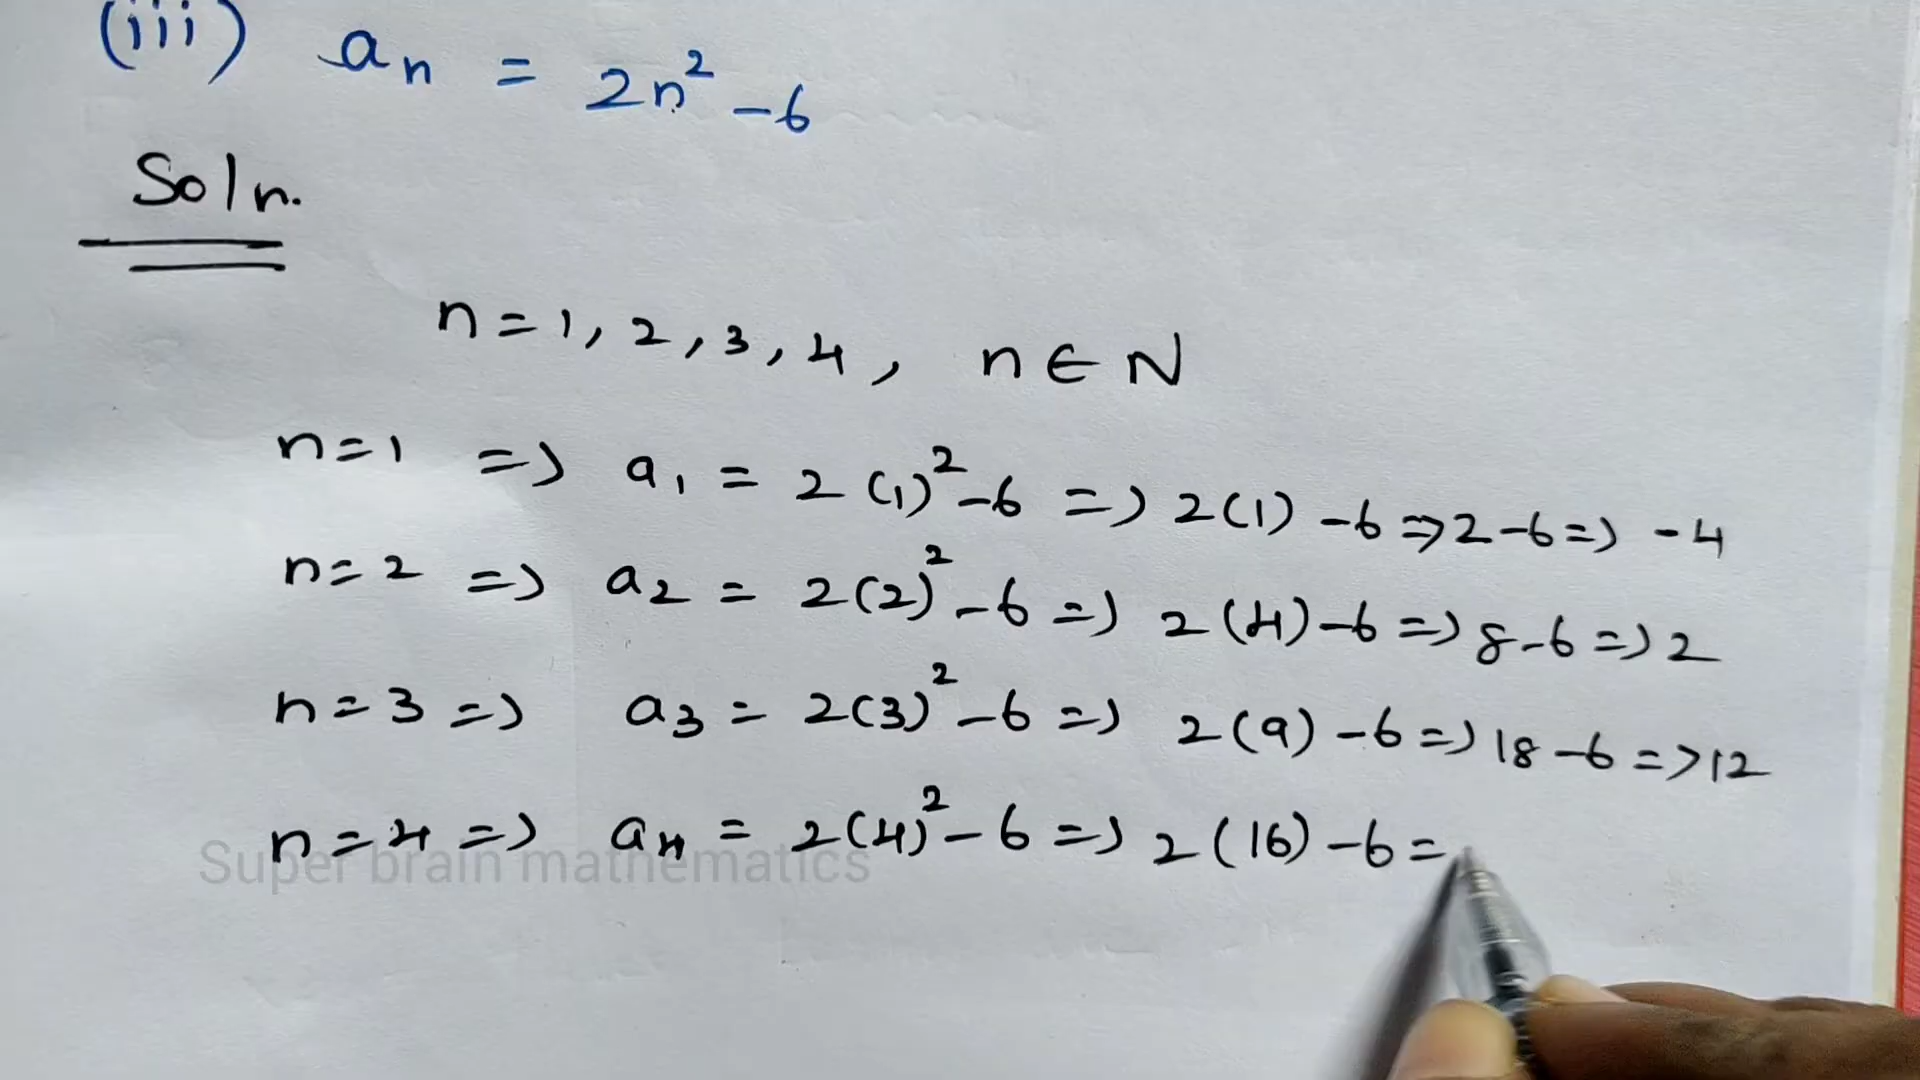 (iii) aₙ = 2n² - 6
Soln.
n = 1, 2, 3, 4, n ∈ N
n = 1 => a₁ = 2(1)² - 6 => 2(1) - 6 => 2 - 6 => - 4
n = 2 => a₂ = 2(2)² - 6 => 2(4) - 6 => 8 - 6 => 2
n = 3 => a₃ = 2(3)² - 6 => 2(9) - 6 => 18 - 6 => 12
n = 4 => a₄ = 2(4)² - 6 => 2(16) - 6 =
Super brain mathematics